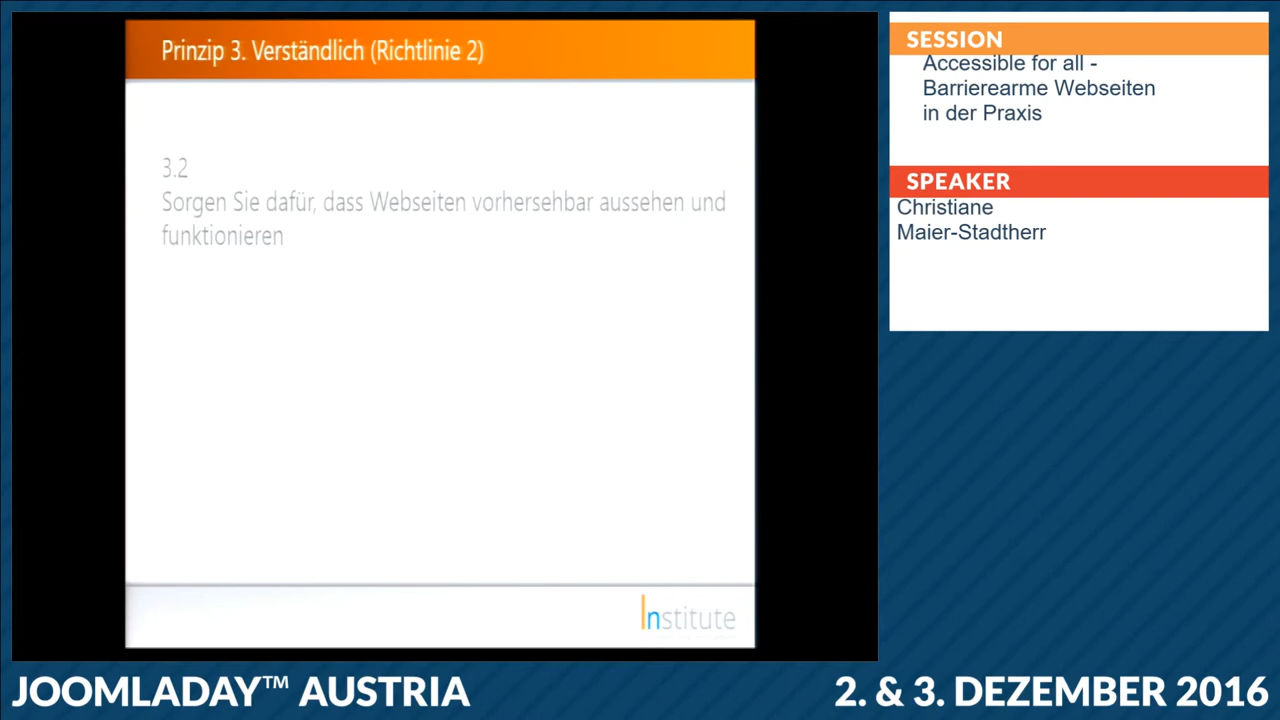 Prinzip 3. Verständlich (Richtlinie 2)
3.2
Sorgen Sie dafür, dass Webseiten vorhersehbar aussehen und
funktionieren
Institute
SESSION
Accessible for all -
Barrierearme Webseiten
in der Praxis
SPEAKER
Christiane
Maier-Stadtherr
JOOMLADAY™ AUSTRIA
2. & 3. DEZEMBER 2016